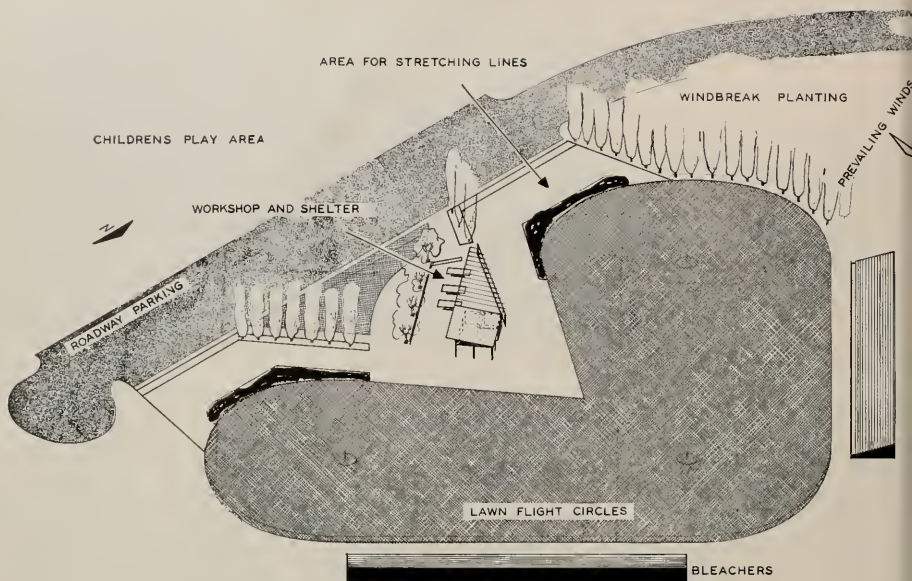 AREA FOR STRETCHING LINES
WINDBREAK PLANTING
PREVAILING WINDS
CHILDRENS PLAY AREA
N
WORKSHOP AND SHELTER
ROADWAY PARKING
LAWN FLIGHT CIRCLES
BLEACHERS